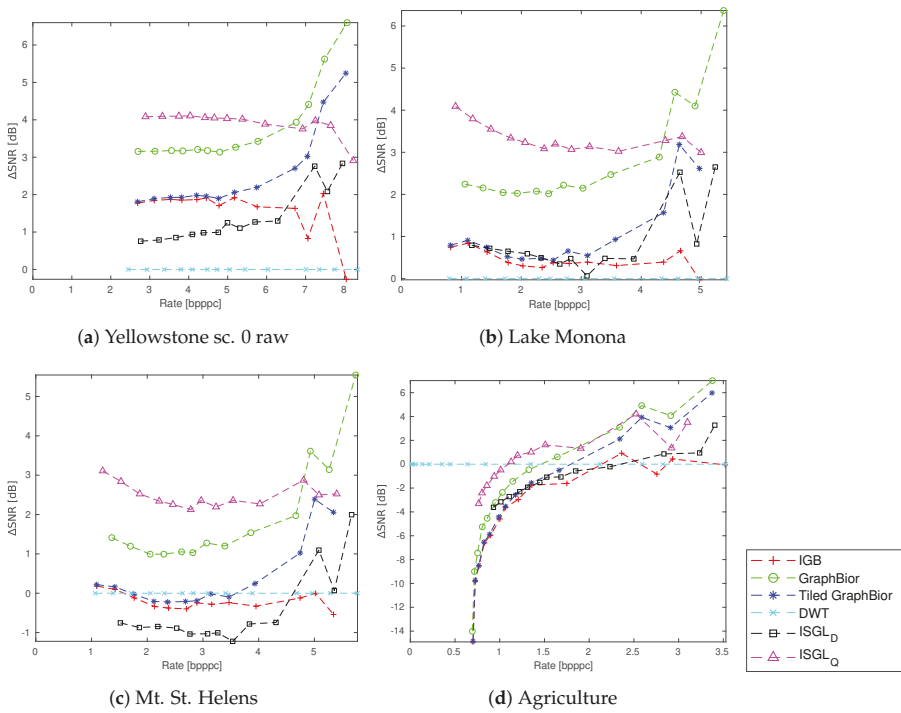 6
5
4
3
2
1
0
ΔSNR [dB]
0 1 2 3 4 5 6 7 8
Rate [bpppc]
(a) Yellowstone sc. 0 raw
6
5
4
3
2
1
0
ΔSNR [dB]
0 1 2 3 4 5
Rate [bpppc]
(b) Lake Monona
5
4
3
2
1
0
-1
ΔSNR [dB]
0 1 2 3 4 5
Rate [bpppc]
(c) Mt. St. Helens
6
4
2
0
-2
-4
-6
-8
-10
-12
-14
ΔSNR [dB]
0 0.5 1 1.5 2 2.5 3 3.5
Rate [bpppc]
(d) Agriculture
IGB
GraphBior
Tiled GraphBior
DWT
ISGL_D
ISGL_Q